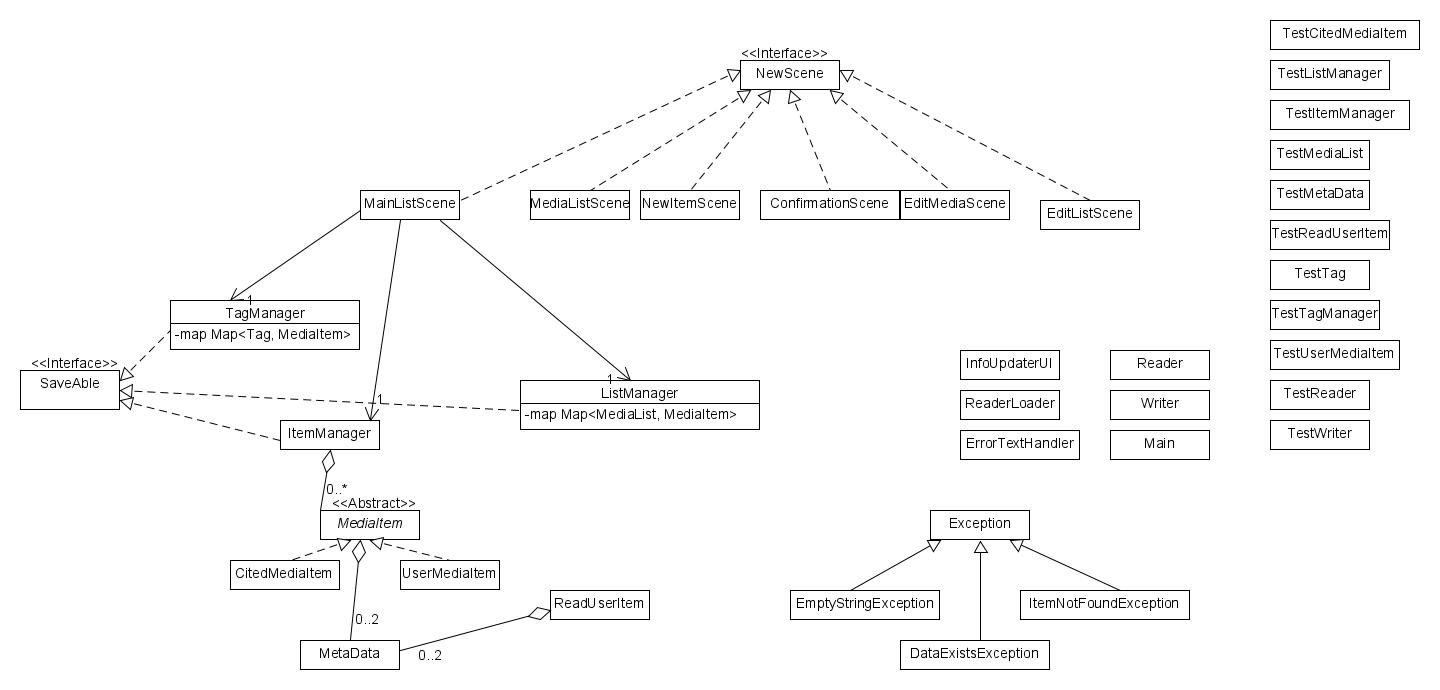 <<Interface>>
NewScene
MainListScene
MediaListScene
NewItemScene
ConfirmationScene
EditMediaScene
EditListScene
1
TagManager
-map Map<Tag, MediaItem>
<<Interface>>
SaveAble
1
ListManager
-map Map<MediaList, MediaItem>
1
ItemManager
0..*
<<Abstract>>
MediaItem
CitedMediaItem
UserMediaItem
0..2
MetaData
0..2
ReadUserItem
InfoUpdaterUI
ReaderLoader
ErrorTextHandler
Reader
Writer
Main
Exception
EmptyStringException
ItemNotFoundException
DataExistsException
TestCitedMediaItem
TestListManager
TestItemManager
TestMediaList
TestMetaData
TestReadUserItem
TestTag
TestTagManager
TestUserMediaItem
TestReader
TestWriter